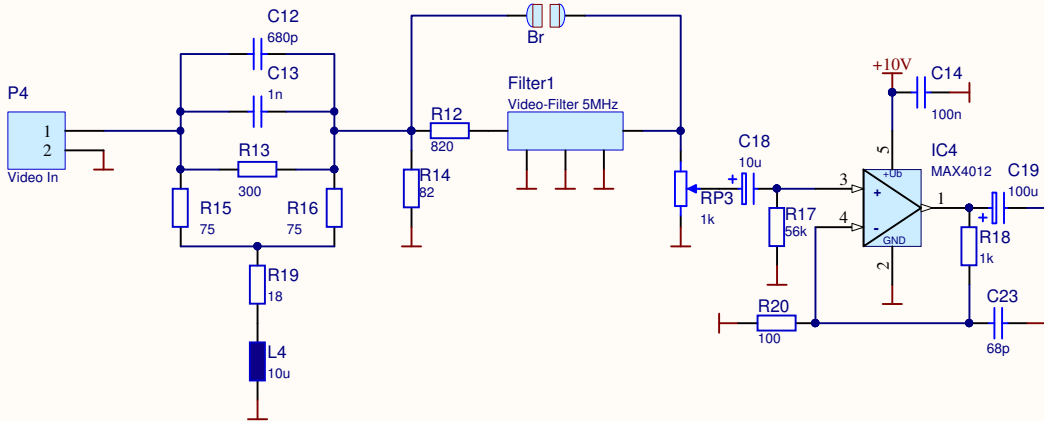 C12
680p
C13
1n
P4
1
2
Video In
R13
300
R15
75
R16
75
R19
18
L4
10u
Br
Filter1
Video-Filter 5MHz
R12
820
R14
82
RP3
1k
C18
10u
R17
56k
+10V
C14
100n
5
IC4
MAX4012
+Ub
3
+
4
-
GND
2
1
C19
100u
+
+
R18
1k
R20
100
C23
68p